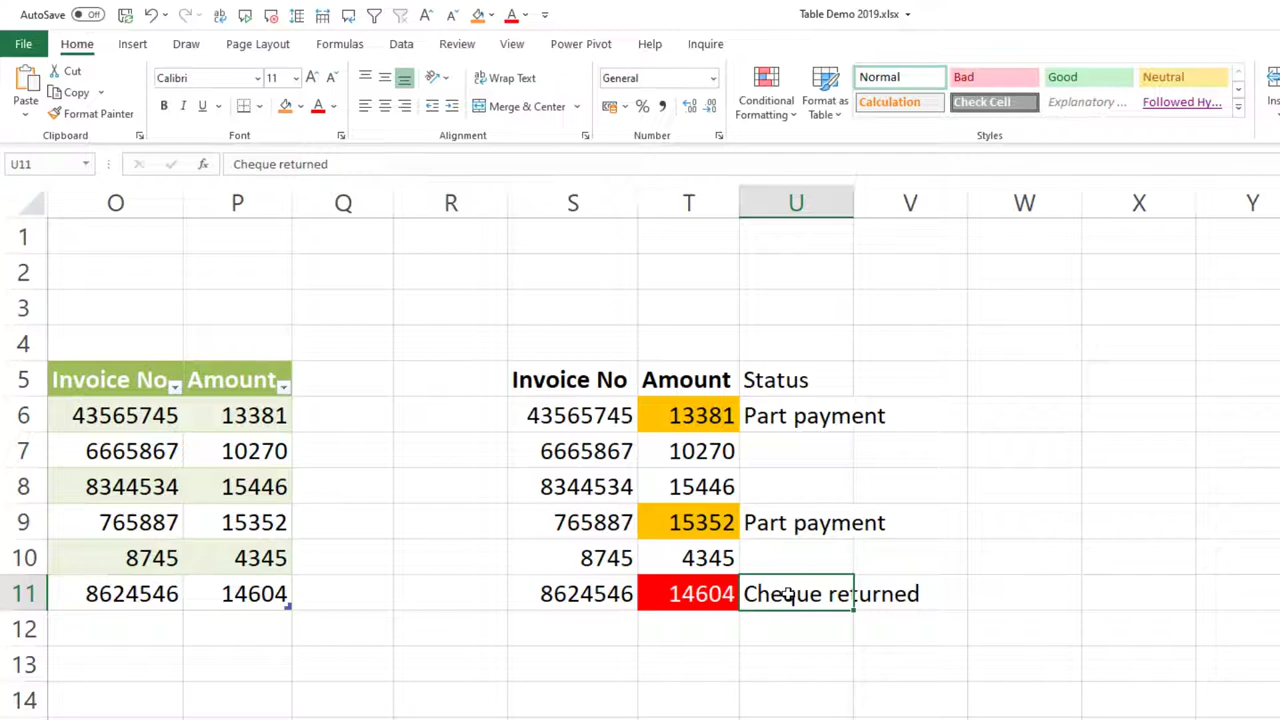 AutoSave Off Table Demo 2019.xlsx
File Home Insert Draw Page Layout Formulas Data Review View Power Pivot Help Inquire
Paste Cut Copy Format Painter
Calibri 11
B I U
Wrap Text
Merge & Center
General
Conditional Formatting
Format as Table
Normal Bad Good Neutral
Calculation Check Cell Explanatory ... Followed Hy...
Clipboard Font Alignment Number Styles
U11 fx Cheque returned
O P Q R S T U V W X Y
1
2
3
4
5 Invoice No Amount Invoice No Amount Status
6 43565745 13381 43565745 13381 Part payment
7 6665867 10270 6665867 10270
8 8344534 15446 8344534 15446
9 765887 15352 765887 15352 Part payment
10 8745 4345 8745 4345
11 8624546 14604 8624546 14604 Cheque returned
12
13
14